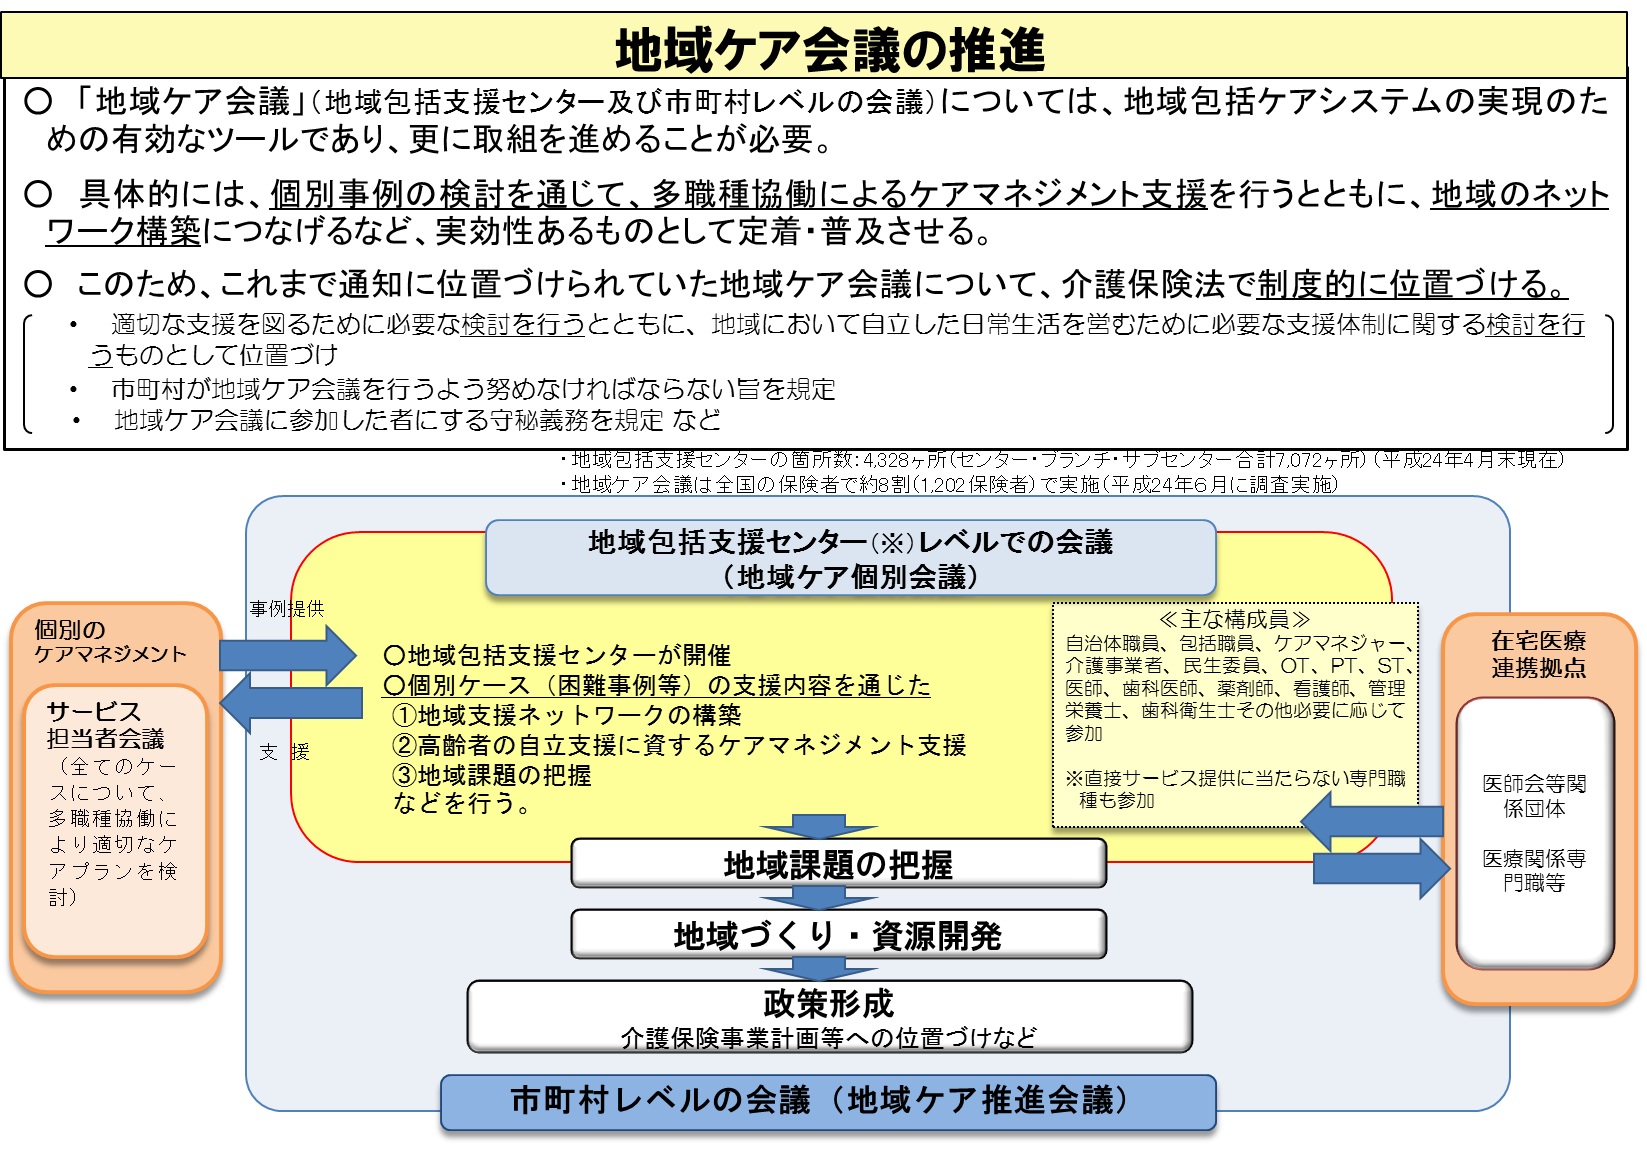 地域ケア会議の推進
○ 「地域ケア会議」(地域包括支援センター及び市町村レベルの会議)については、地域包括ケアシステムの実現のた
めの有効なツールであり、更に取組を進めることが必要。
○ 具体的には、個別事例の検討を通じて、多職種協働によるケアマネジメント支援を行うとともに、地域のネット
ワーク構築につなげるなど、実効性あるものとして定着・普及させる。
○ このため、これまで通知に位置づけられていた地域ケア会議について、介護保険法で制度的に位置づける。
・ 適切な支援を図るために必要な検討を行うとともに、地域において自立した日常生活を営むために必要な支援体制に関する検討を行
うものとして位置づけ
・ 市町村が地域ケア会議を行うよう努めなければならない旨を規定
・ 地域ケア会議に参加した者にする守秘義務を規定 など
・地域包括支援センターの箇所数：4,328ヶ所(センター・ブランチ・サブセンター合計7,072ヶ所) (平成24年4月末現在)
・地域ケア会議は全国の保険者で約8割(1,202保険者)で実施(平成24年6月に調査実施)
地域包括支援センター(※)レベルでの会議
(地域ケア個別会議)
事例提供
支 援
個別の
ケアマネジメント
サービス
担当者会議
(全てのケー
スについて、
多職種協働に
より適切なケ
アプランを検
討)
○地域包括支援センターが開催
○個別ケース（困難事例等）の支援内容を通じた
①地域支援ネットワークの構築
②高齢者の自立支援に資するケアマネジメント支援
③地域課題の把握
などを行う。
≪主な構成員≫
自治体職員、包括職員、ケアマネジャー、
介護事業者、民生委員、OT、PT、ST、
医師、歯科医師、薬剤師、看護師、管理
栄養士、歯科衛生士その他必要に応じて
参加
※直接サービス提供に当たらない専門職
種も参加
在宅医療
連携拠点
医師会等関
係団体
医療関係専
門職等
地域課題の把握
地域づくり・資源開発
政策形成
介護保険事業計画等への位置づけなど
市町村レベルの会議（地域ケア推進会議）